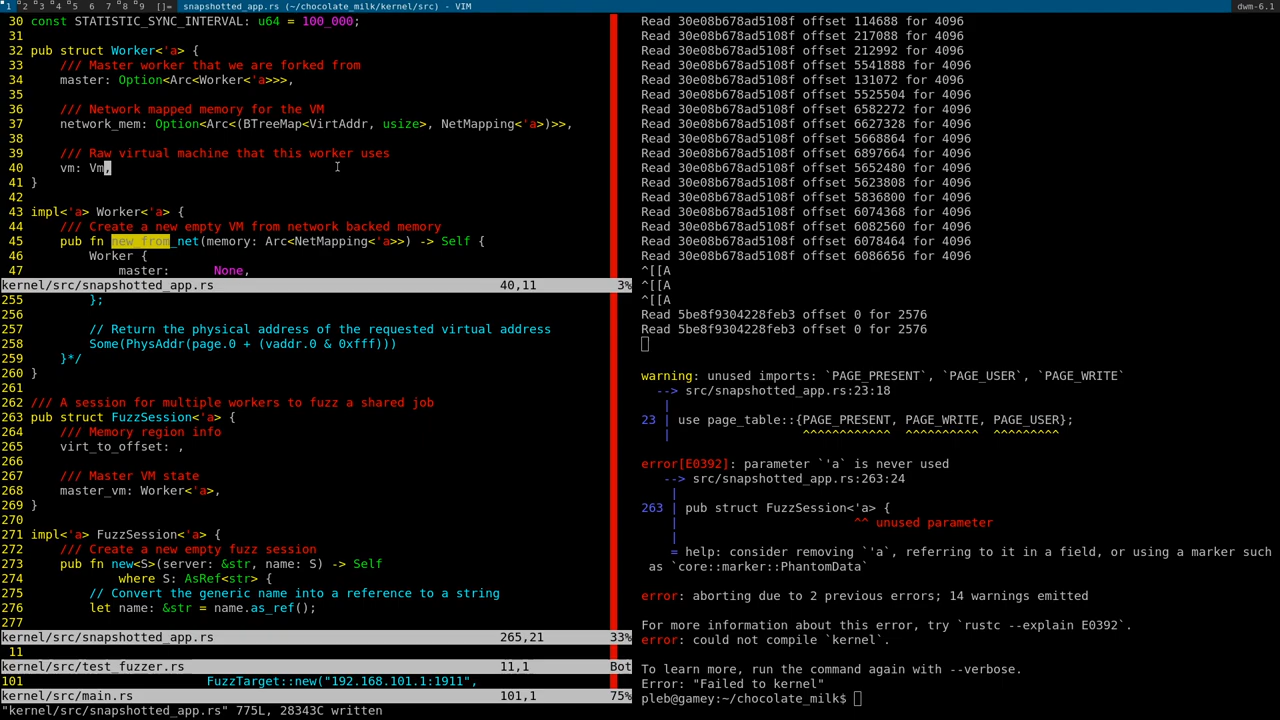 1 2 3 4 5 6 7 8 9 []= snapshotted_app.rs (~/chocolate_milk/kernel/src) - VIM dwm-6.1
30 const STATISTIC_SYNC_INTERVAL: u64 = 100_000;
31
32 pub struct Worker<'a> {
33     /// Master worker that we are forked from
34     master: Option<Arc<Worker<'a>>>,
35
36     /// Network mapped memory for the VM
37     network_mem: Option<Arc<(BTreeMap<VirtAddr, usize>, NetMapping<'a>)>>,
38
39     /// Raw virtual machine that this worker uses
40     vm: Vm,
41 }
42
43 impl<'a> Worker<'a> {
44     /// Create a new empty VM from network backed memory
45     pub fn new_from_net(memory: Arc<NetMapping<'a>>) -> Self {
46         Worker {
47             master:      None,
kernel/src/snapshotted_app.rs 40,11 3%
255         };
256
257         // Return the physical address of the requested virtual address
258         Some(PhysAddr(page.0 + (vaddr.0 & 0xfff)))
259     }*/
260 }
261
262 /// A session for multiple workers to fuzz a shared job
263 pub struct FuzzSession<'a> {
264     /// Memory region info
265     virt_to_offset: ,
266
267     /// Master VM state
268     master_vm: Worker<'a>,
269 }
270
271 impl<'a> FuzzSession<'a> {
272     /// Create a new empty fuzz session
273     pub fn new<S>(server: &str, name: S) -> Self
274             where S: AsRef<str> {
275         // Convert the generic name into a reference to a string
276         let name: &str = name.as_ref();
277
kernel/src/snapshotted_app.rs 265,21 33%
11
kernel/src/test_fuzzer.rs 11,1 Bot
101                         FuzzTarget::new("192.168.101.1:1911",
kernel/src/main.rs 101,1 75%
"kernel/src/snapshotted_app.rs" 775L, 28343C written
Read 30e08b678ad5108f offset 114688 for 4096
Read 30e08b678ad5108f offset 217088 for 4096
Read 30e08b678ad5108f offset 212992 for 4096
Read 30e08b678ad5108f offset 5541888 for 4096
Read 30e08b678ad5108f offset 131072 for 4096
Read 30e08b678ad5108f offset 5525504 for 4096
Read 30e08b678ad5108f offset 6582272 for 4096
Read 30e08b678ad5108f offset 6627328 for 4096
Read 30e08b678ad5108f offset 5668864 for 4096
Read 30e08b678ad5108f offset 6897664 for 4096
Read 30e08b678ad5108f offset 5652480 for 4096
Read 30e08b678ad5108f offset 5623808 for 4096
Read 30e08b678ad5108f offset 5836800 for 4096
Read 30e08b678ad5108f offset 6074368 for 4096
Read 30e08b678ad5108f offset 6082560 for 4096
Read 30e08b678ad5108f offset 6078464 for 4096
Read 30e08b678ad5108f offset 6086656 for 4096
^[[A
^[[A
^[[A
Read 5be8f9304228feb3 offset 0 for 2576
Read 5be8f9304228feb3 offset 0 for 2576
warning: unused imports: `PAGE_PRESENT`, `PAGE_USER`, `PAGE_WRITE`
  --> src/snapshotted_app.rs:23:18
   |
23 | use page_table::{PAGE_PRESENT, PAGE_WRITE, PAGE_USER};
   |                  ^^^^^^^^^^^^  ^^^^^^^^^^  ^^^^^^^^^
error[E0392]: parameter `'a` is never used
   --> src/snapshotted_app.rs:263:24
    |
263 | pub struct FuzzSession<'a> {
    |                        ^^ unused parameter
    |
    = help: consider removing `'a`, referring to it in a field, or using a marker such
 as `core::marker::PhantomData`
error: aborting due to 2 previous errors; 14 warnings emitted
For more information about this error, try `rustc --explain E0392`.
error: could not compile `kernel`.
To learn more, run the command again with --verbose.
Error: "Failed to kernel"
pleb@gamey:~/chocolate_milk$